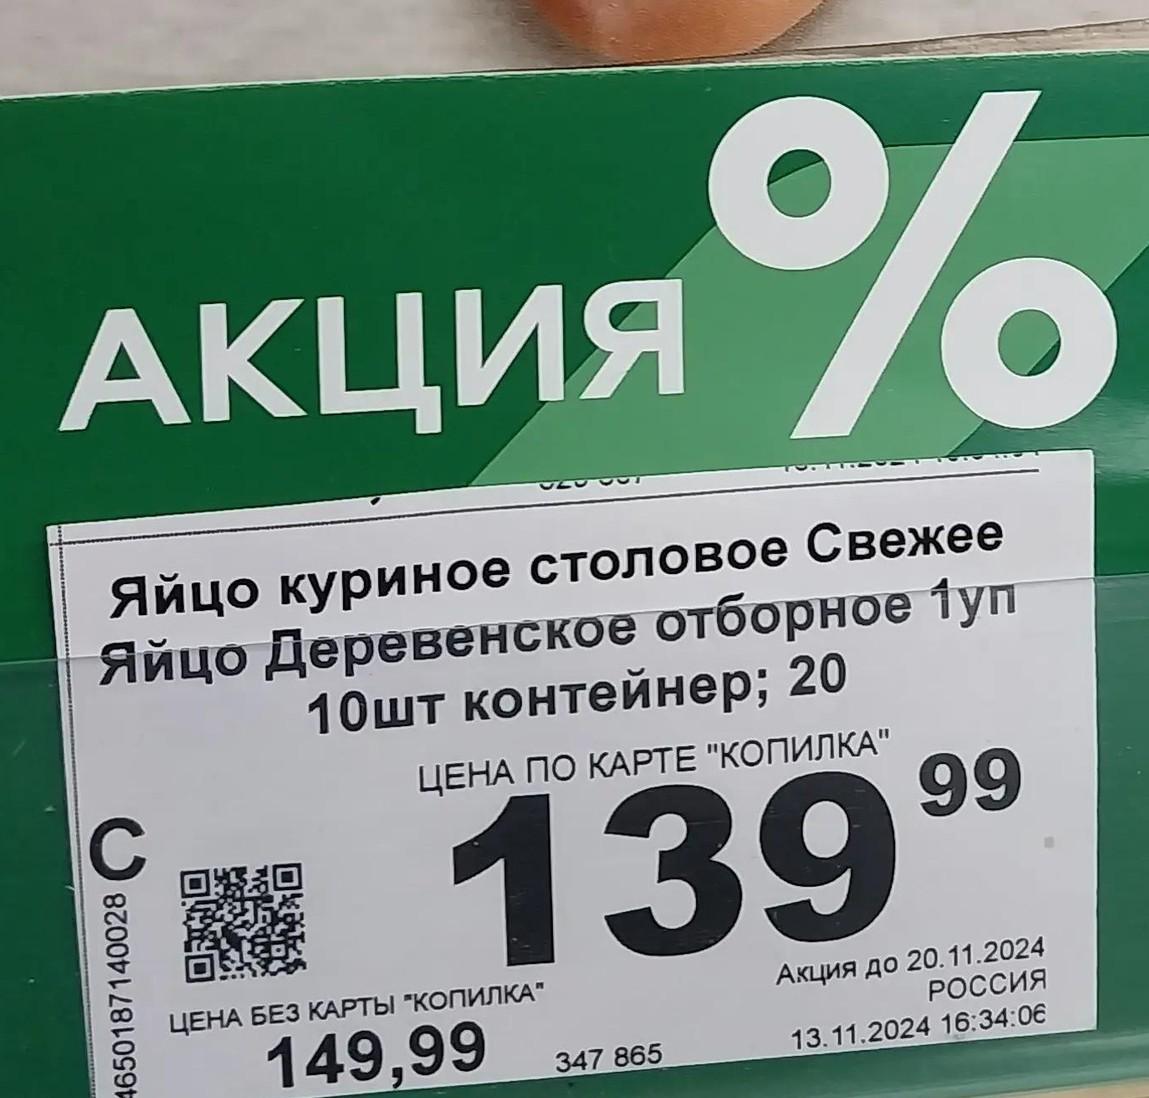 АКЦИЯ %
Яйцо куриное столовое Свежее
Яйцо Деревенское отборное 1уп
10шт контейнер; 20
ЦЕНА ПО КАРТЕ "КОПИЛКА"
139 99
С
4650187140028
Акция до 20.11.2024
РОССИЯ
ЦЕНА БЕЗ КАРТЫ "КОПИЛКА"
149,99
347 865
13.11.2024 16:34:06